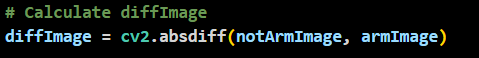 # Calculate diffImage
diffImage = cv2.absdiff(notArmImage, armImage)